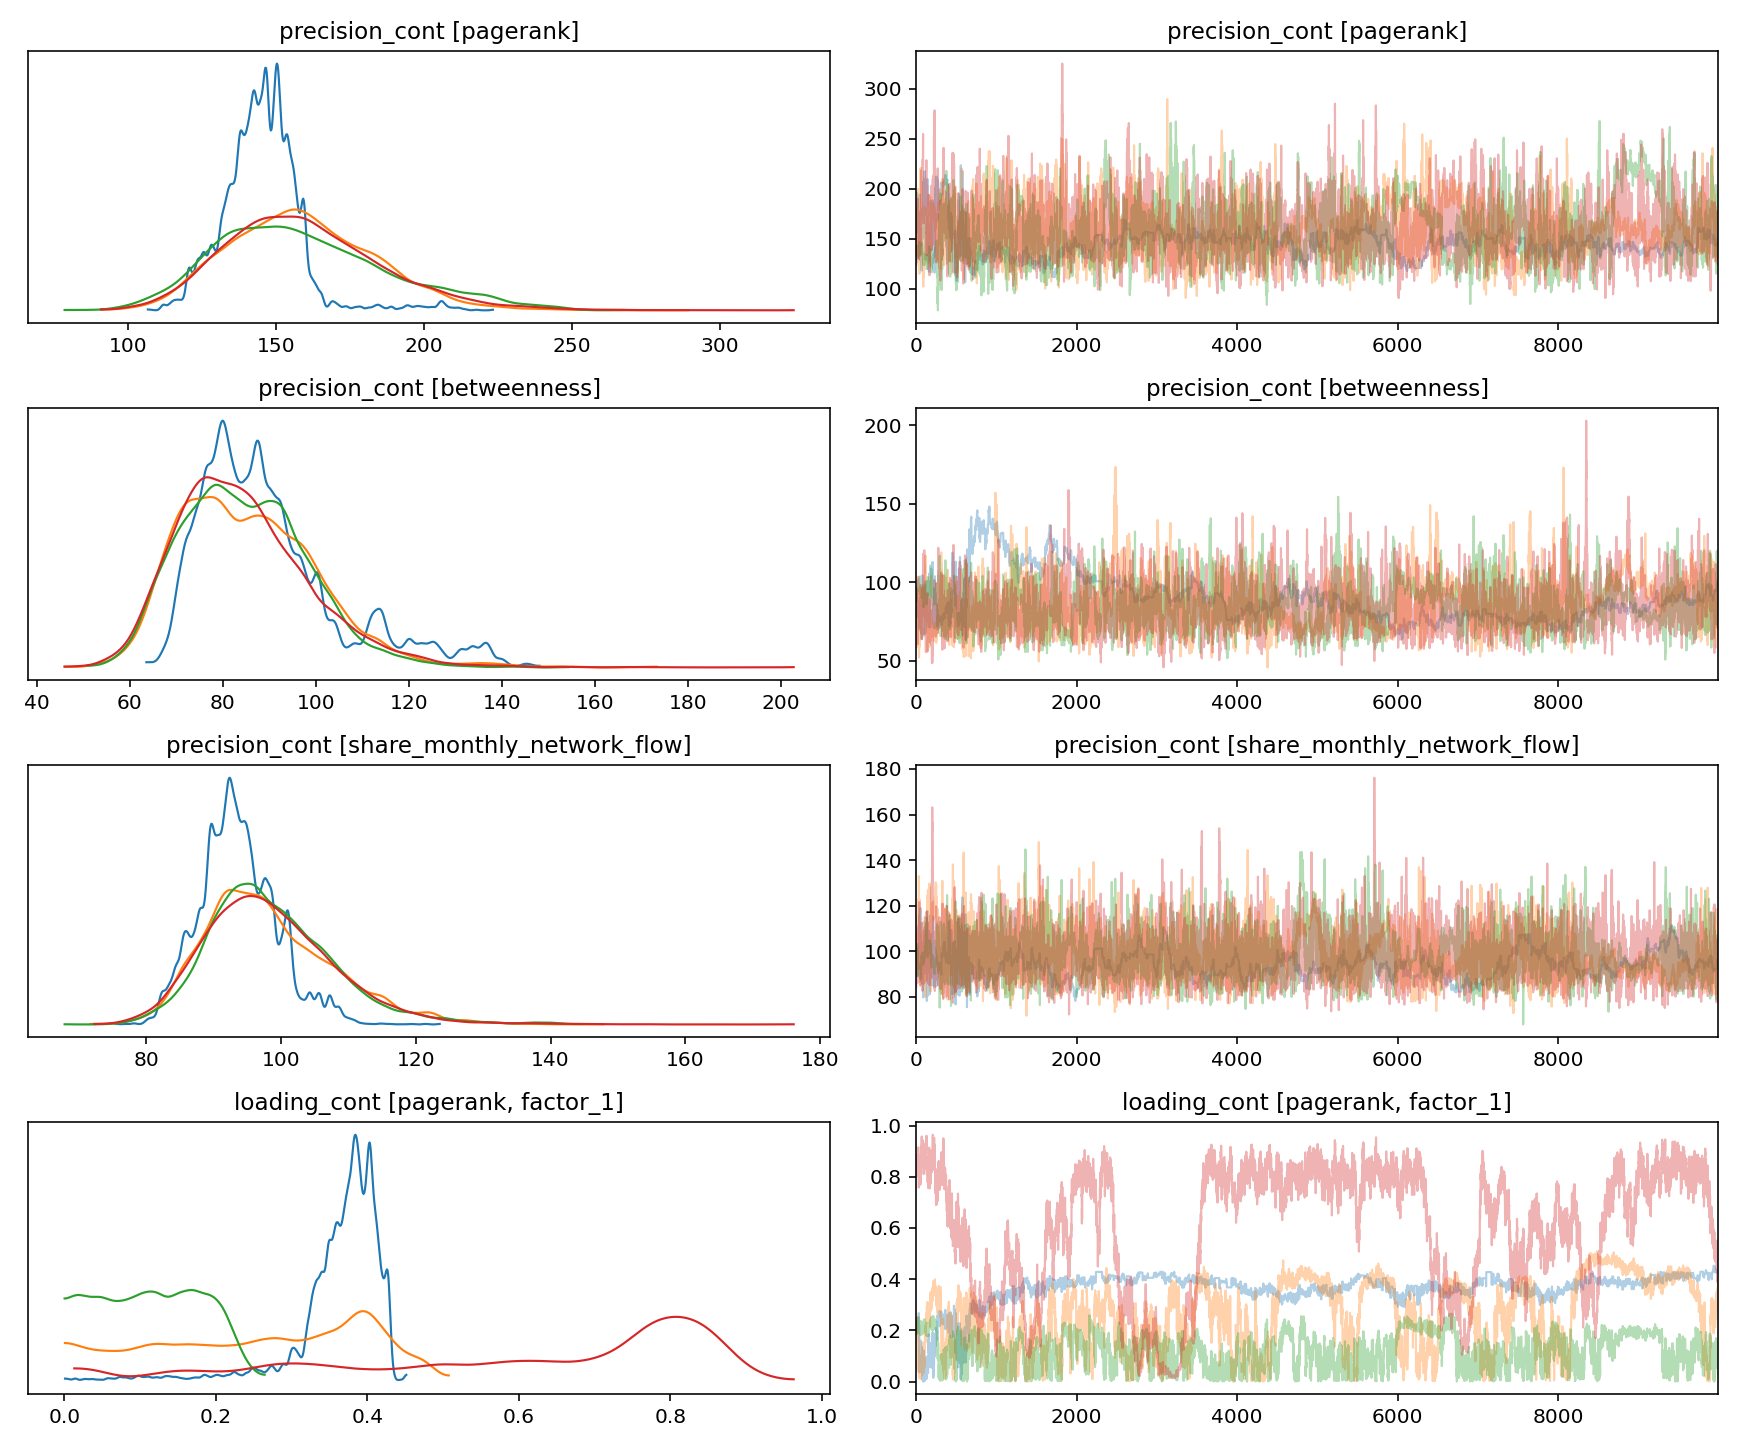 precision_cont [pagerank]
precision_cont [pagerank]
300
250
200
150
100
100 150 200 250 300
0 2000 4000 6000 8000
precision_cont [betweenness]
precision_cont [betweenness]
200
150
100
50
40 60 80 100 120 140 160 180 200
0 2000 4000 6000 8000
precision_cont [share_monthly_network_flow]
precision_cont [share_monthly_network_flow]
180
160
140
120
100
80
80 100 120 140 160 180
0 2000 4000 6000 8000
loading_cont [pagerank, factor_1]
loading_cont [pagerank, factor_1]
1.0
0.8
0.6
0.4
0.2
0.0
0.0 0.2 0.4 0.6 0.8 1.0
0 2000 4000 6000 8000